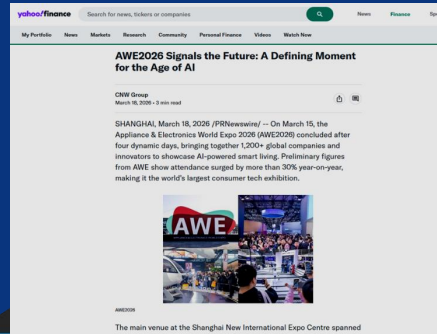 yahoo/finance
Search for news, tickers or companies
News
Finance
My Portfolio
News
Markets
Research
Community
Personal Finance
Videos
Watch Now
AWE2026 Signals the Future: A Defining Moment
for the Age of AI
CNW Group
March 18, 2026 • 3 min read
SHANGHAI, March 18, 2026 /PRNewswire/ -- On March 15, the
Appliance & Electronics World Expo 2026 (AWE2026) concluded after
four dynamic days, bringing together 1,200+ global companies and
innovators to showcase AI-powered smart living. Preliminary figures
from AWE show attendance surged by more than 30% year-on-year,
making it the world's largest consumer tech exhibition.
AWE
AWE2026
The main venue at the Shanghai New International Expo Centre spanned